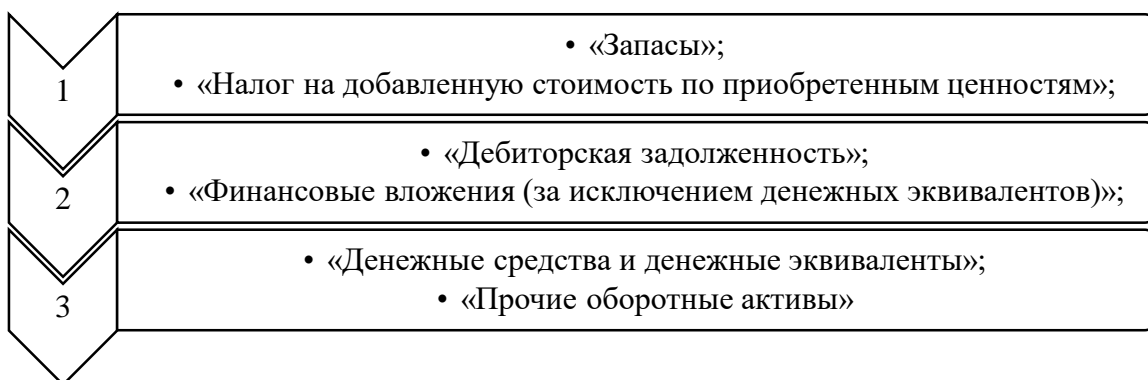 1
• «Запасы»;
• «Налог на добавленную стоимость по приобретенным ценностям»;
2
• «Дебиторская задолженность»;
• «Финансовые вложения (за исключением денежных эквивалентов)»;
3
• «Денежные средства и денежные эквиваленты»;
• «Прочие оборотные активы»